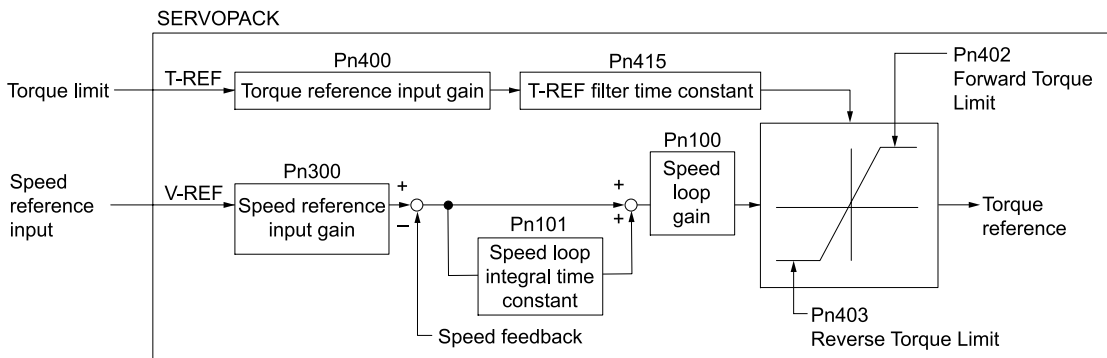 SERVOPACK
Pn400
Pn415
Pn402
Forward Torque
Limit
Torque limit
T-REF
Torque reference input gain
T-REF filter time constant
Pn100
Speed
loop
gain
Speed
reference
input
V-REF
Pn300
Speed reference
input gain
+
−
+
+
Pn101
Speed loop
integral time
constant
Torque
reference
Speed feedback
Pn403
Reverse Torque Limit